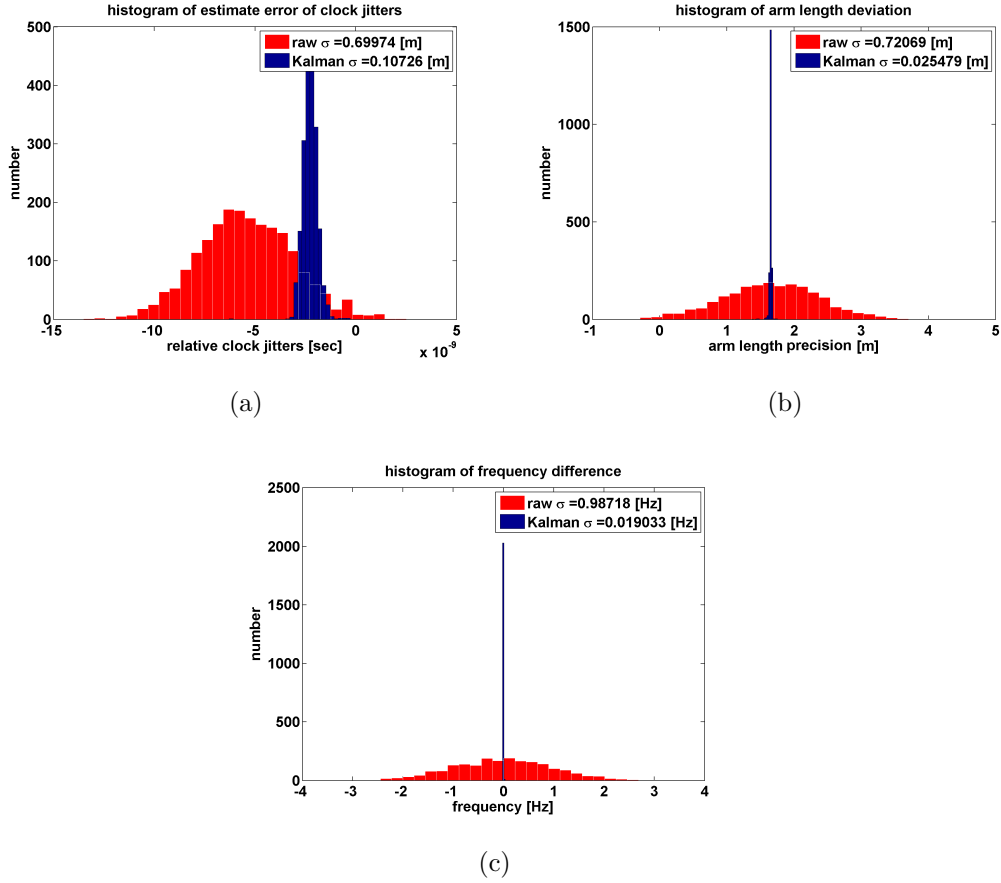 histogram of estimate error of clock jitters
500
400
300
200
100
0
number
raw σ =0.69974 [m]
Kalman σ =0.10726 [m]
-15
-10
-5
0
5
relative clock jitters [sec]
x 10⁻⁹
(a)
histogram of arm length deviation
1500
1000
500
0
number
raw σ =0.72069 [m]
Kalman σ =0.025479 [m]
-1
0
1
2
3
4
5
arm length precision [m]
(b)
histogram of frequency difference
2500
2000
1500
1000
500
0
number
raw σ =0.98718 [Hz]
Kalman σ =0.019033 [Hz]
-4
-3
-2
-1
0
1
2
3
4
frequency [Hz]
(c)